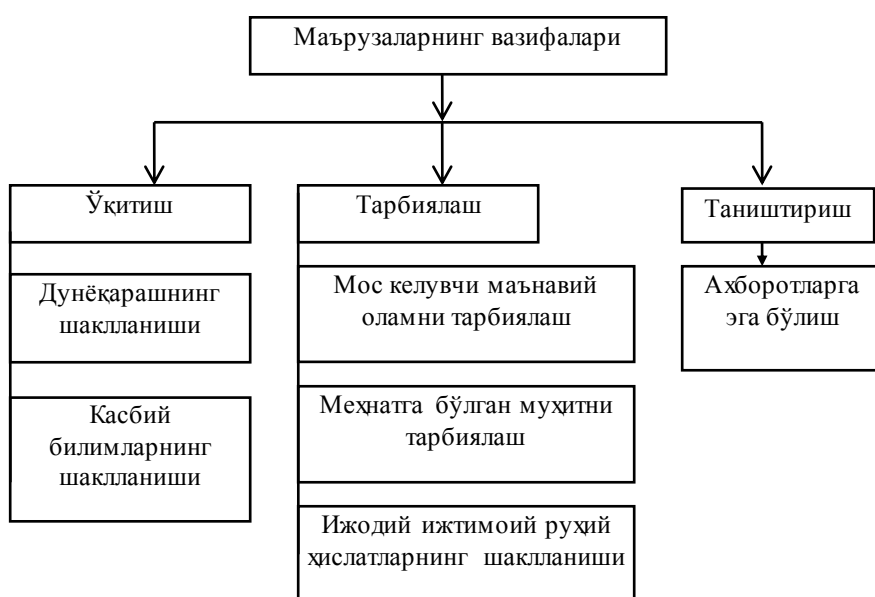 Маърузаларнинг вазифалари
Ўқитиш
Тарбиялаш
Таништириш
Дунёқарашнинг
шаклланиши
Мос келувчи маънавий
оламни тарбиялаш
Ахборотларга
эга бўлиш
Касбий
билимларнинг
шаклланиши
Меҳнатга бўлган муҳитни
тарбиялаш
Ижодий ижтимоий руҳий
ҳислатларнинг шаклланиши